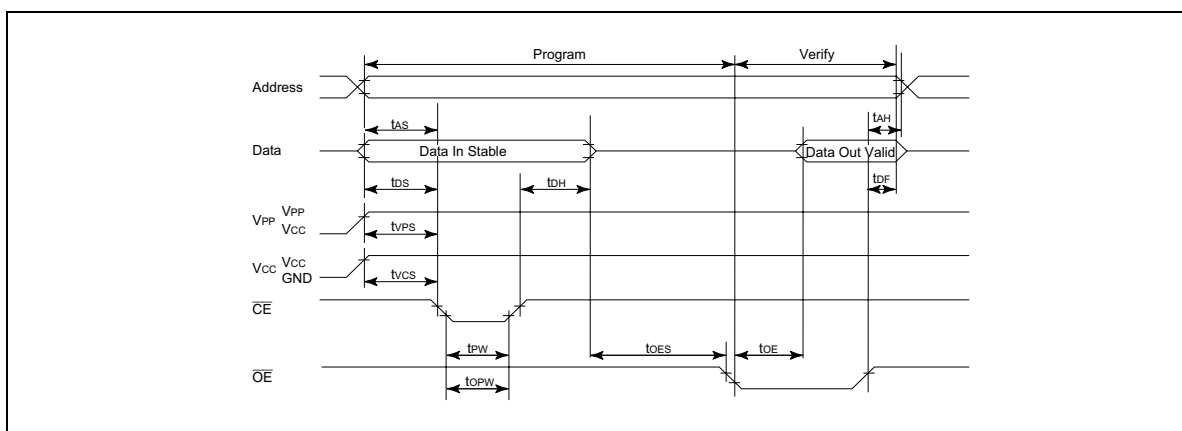 Program
Verify
Address
tAS
tAH
Data
Data In Stable
Data Out Valid
tDS
tDH
tDF
VPP
VPP
VCC
tVPS
VCC
VCC
GND
tVCS
CE
tPW
tOES
tOE
OE
tOPW